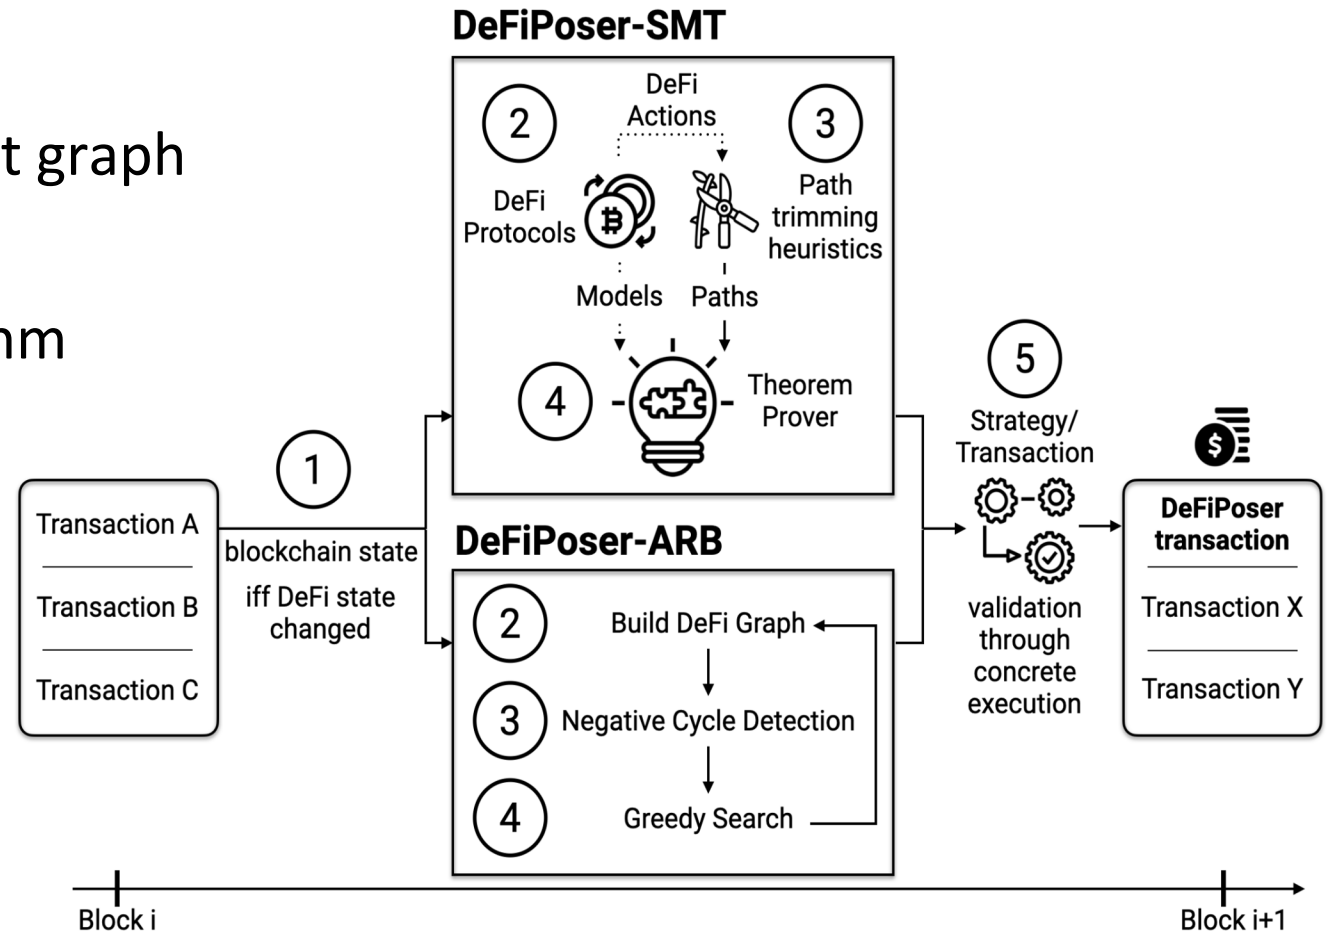 DeFiPoser-SMT
t graph
hm
2
DeFi
Actions
3
DeFi
Protocols
Path
trimming
heuristics
Models
Paths
4
Theorem
Prover
1
Transaction A
Transaction B
Transaction C
blockchain state
iff DeFi state
changed
DeFiPoser-ARB
2
Build DeFi Graph
3
Negative Cycle Detection
4
Greedy Search
5
Strategy/
Transaction
validation
through
concrete
execution
$
DeFiPoser
transaction
Transaction X
Transaction Y
Block i
Block i+1